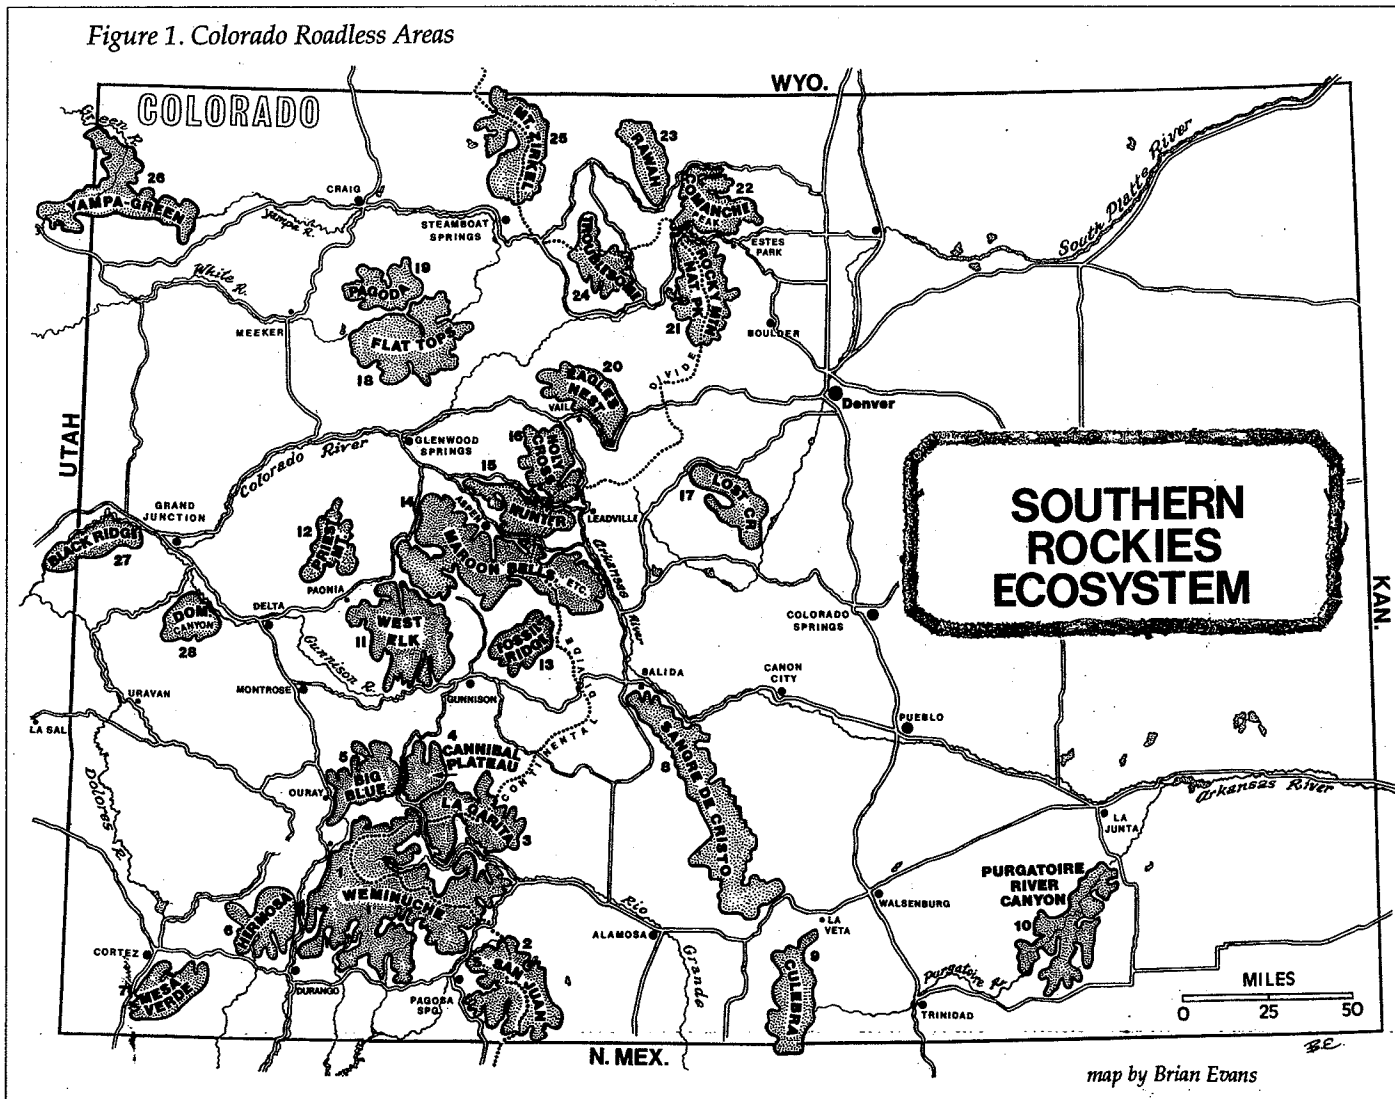 Figure 1. Colorado Roadless Areas
WYO.
COLORADO
Green R.
26
YAMPA-GREEN
CRAIG
Yampa R.
25
MT. ZIRKEL
STEAMBOAT
SPRINGS
23
RAWAH
22
COMANCHE
PEAK
ESTES
PARK
TROUBLESOME
24
ROCKY MTN.
NAT. PK.
21
BOULDER
South Platte River
White R.
MEEKER
19
PAGODA
FLAT TOPS
18
20
EAGLES
NEST
VAIL
DIVIDE
Denver
UTAH
Colorado River
GLENWOOD
SPRINGS
16
HOLY
CROSS
15
HUNTER
LEADVILLE
17
LOST CR.
SOUTHERN
ROCKIES
ECOSYSTEM
KAN.
GRAND
JUNCTION
BLACK RIDGE
27
12
PRIEST
MT.
PAONIA
14
ASPEN
MAROON BELLS, ETC.
Arkansas
River
DOM.
CANYON
28
DELTA
Gunnison R.
11
WEST
ELK
FOSSIL
RIDGE
13
COLORADO
SPRINGS
CANON
CITY
SALIDA
URAVAN
MONTROSE
GUNNISON
CONTINENTAL
DIVIDE
PUEBLO
LA SAL
Dolores R.
5
BIG
BLUE
OURAY
4
CANNIBAL
PLATEAU
LA GARITA
3
8
SANGRE DE CRISTO
Arkansas River
LA
JUNTA
1
WEMINUCHE
HERMOSA
6
CORTEZ
7
MESA
VERDE
DURANGO
PAGOSA
SPG.
2
SAN JUAN
Rio
Grande
ALAMOSA
LA
VETA
WALSENBURG
9
CULEBRA
PURGATOIRE
RIVER
CANYON
10
Purgatoire R.
TRINIDAD
MILES
0 25 50
N. MEX.
B.E.
map by Brian Evans